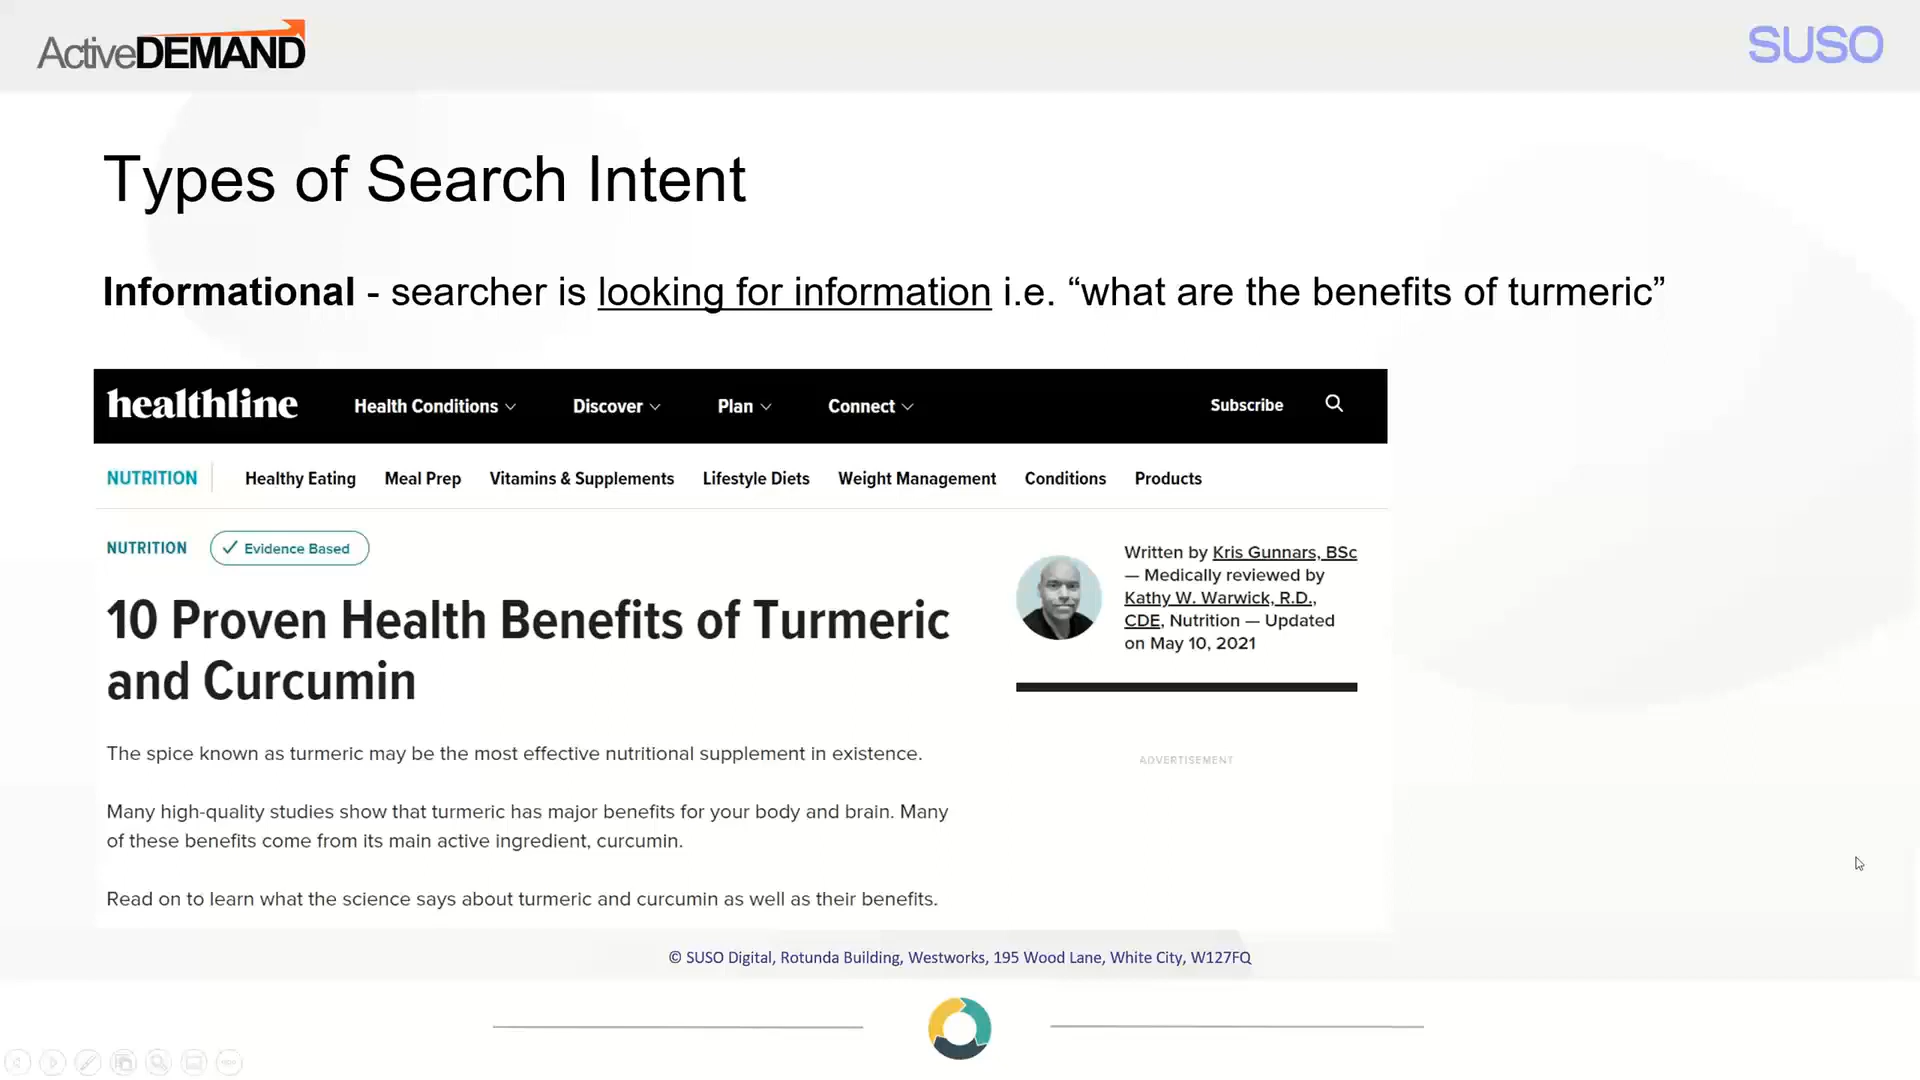 ActiveDEMAND
SUSO
Types of Search Intent
Informational - searcher is looking for information i.e. “what are the benefits of turmeric”
healthline Health Conditions Discover Plan Connect Subscribe
NUTRITION Healthy Eating Meal Prep Vitamins & Supplements Lifestyle Diets Weight Management Conditions Products
NUTRITION Evidence Based
10 Proven Health Benefits of Turmeric
and Curcumin
Written by Kris Gunnars, BSc
— Medically reviewed by
Kathy W. Warwick, R.D.,
CDE, Nutrition — Updated
on May 10, 2021
The spice known as turmeric may be the most effective nutritional supplement in existence.
ADVERTISEMENT
Many high-quality studies show that turmeric has major benefits for your body and brain. Many
of these benefits come from its main active ingredient, curcumin.
Read on to learn what the science says about turmeric and curcumin as well as their benefits.
© SUSO Digital, Rotunda Building, Westworks, 195 Wood Lane, White City, W127FQ